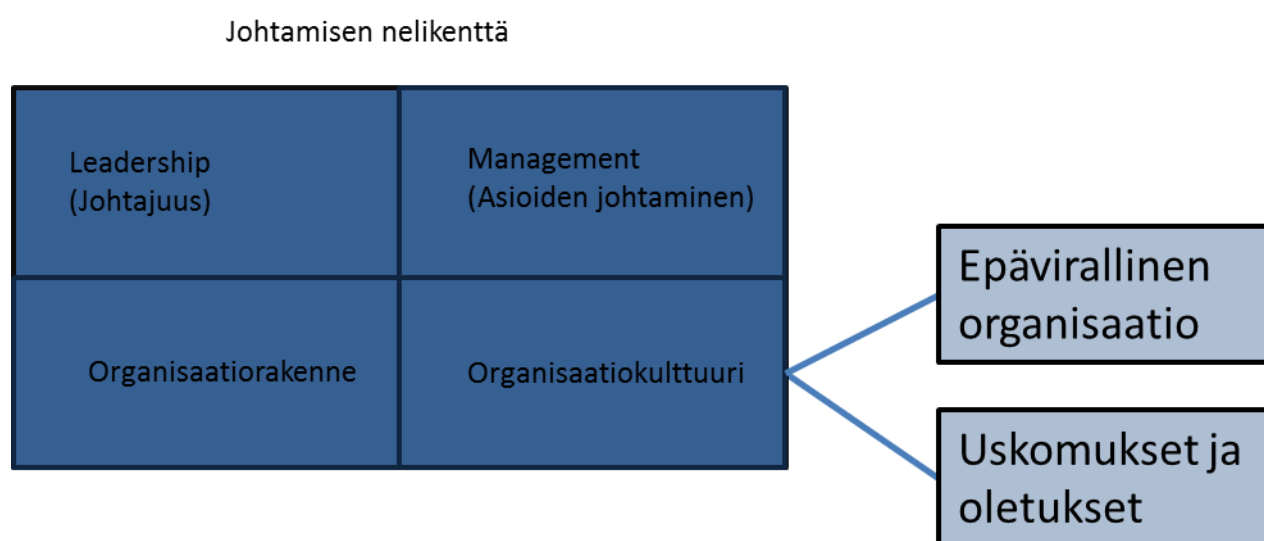 Johtamisen nelikenttä
Leadership
(Johtajuus)
Management
(Asioiden johtaminen)
Organisaatiorakenne
Organisaatiokulttuuri
Epävirallinen
organisaatio
Uskomukset ja
oletukset